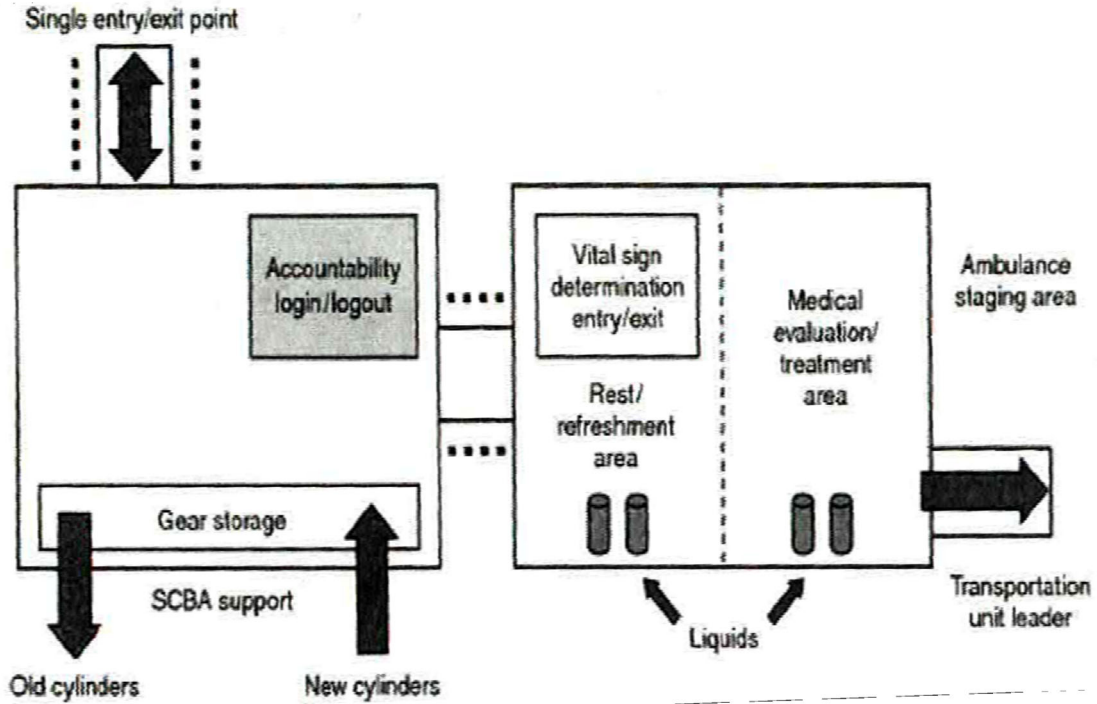 Single entry/exit point
Accountability
login/logout
Vital sign
determination
entry/exit
Rest/
refreshment
area
Medical
evaluation/
treatment
area
Ambulance
staging area
Gear storage
SCBA support
Old cylinders
New cylinders
Liquids
Transportation
unit leader